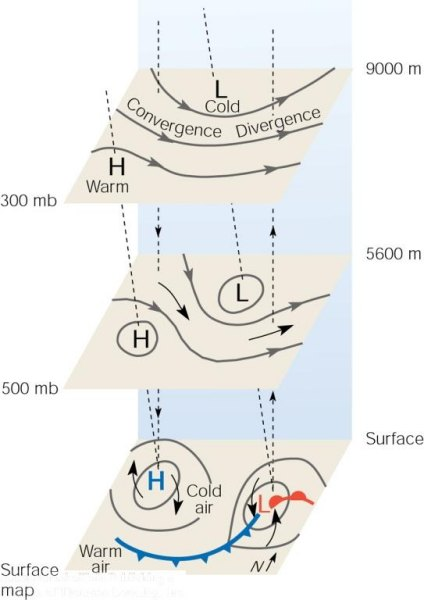 9000 m
L
Cold
Convergence
Divergence
H
Warm
300 mb
5600 m
L
H
500 mb
Surface
H
Cold
air
L
Warm
air
N
Surface
map